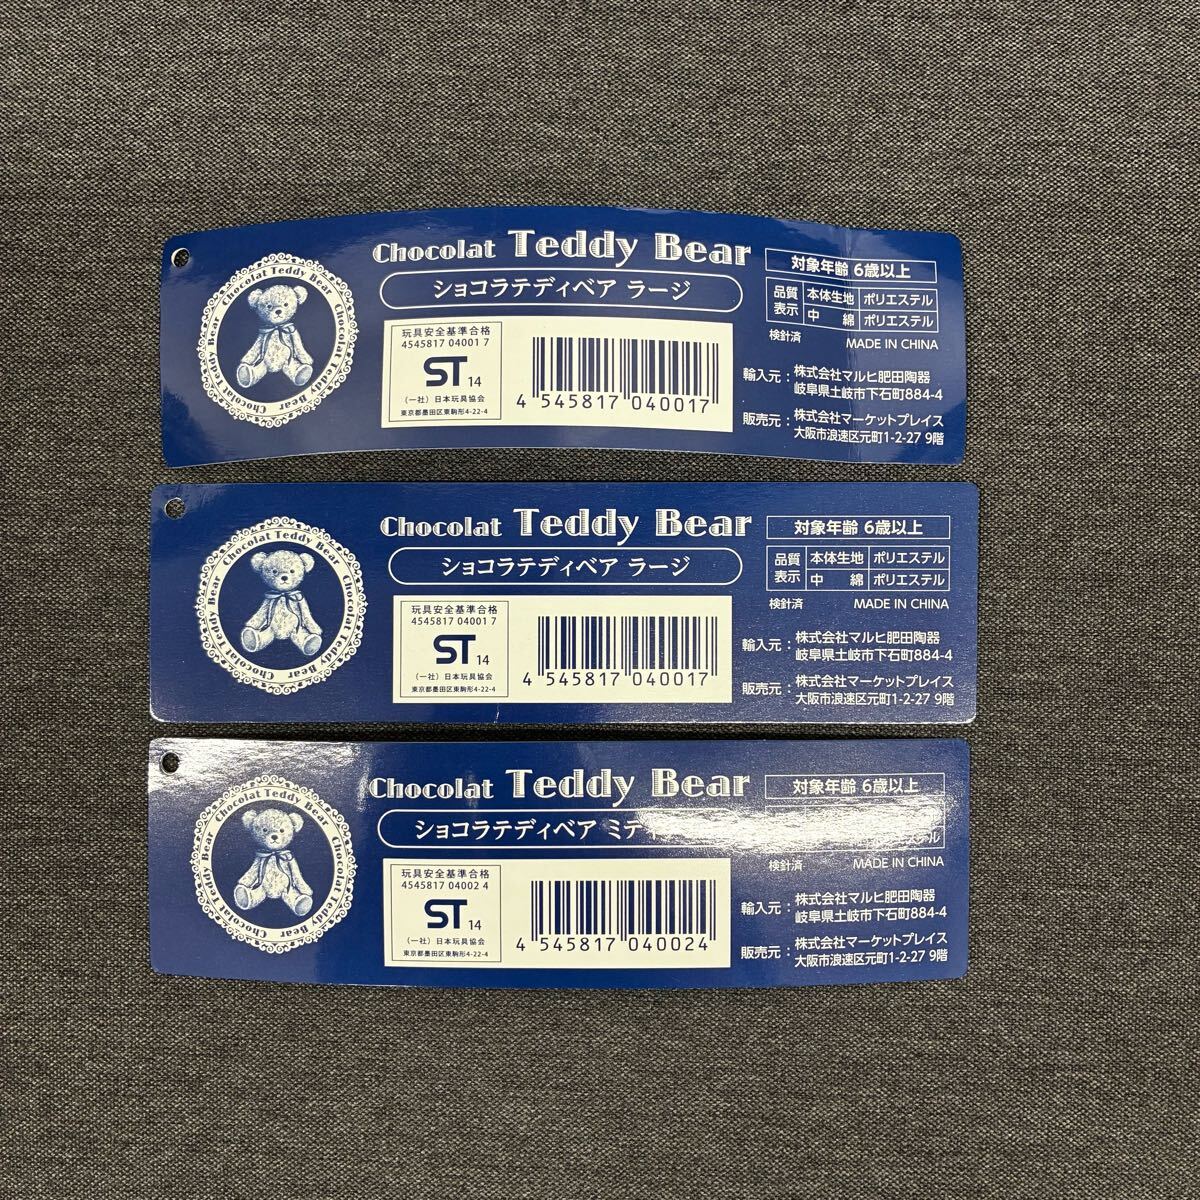 Chocolat Teddy Bear
Chocolat Teddy Bear Chocolat Teddy Bear
ショコラテディベア ラージ
玩具安全基準合格
4545817 04001 7
ST 14
(一社) 日本玩具協会
東京都墨田区東駒形4-22-4
4 545817 040017
対象年齢 6歳以上
品質表示 本体生地 ポリエステル
中 綿 ポリエステル
検針済 MADE IN CHINA
輸入元: 株式会社マルヒ肥田陶器
岐阜県土岐市下石町884-4
販売元: 株式会社マーケットプレイス
大阪市浪速区元町1-2-27 9階
Chocolat Teddy Bear
Chocolat Teddy Bear Chocolat Teddy Bear
ショコラテディベア ラージ
玩具安全基準合格
4545817 04001 7
ST 14
(一社) 日本玩具協会
東京都墨田区東駒形4-22-4
4 545817 040017
対象年齢 6歳以上
品質表示 本体生地 ポリエステル
中 綿 ポリエステル
検針済 MADE IN CHINA
輸入元: 株式会社マルヒ肥田陶器
岐阜県土岐市下石町884-4
販売元: 株式会社マーケットプレイス
大阪市浪速区元町1-2-27 9階
Chocolat Teddy Bear
Chocolat Teddy Bear Chocolat Teddy Bear
ショコラテディベア
玩具安全基準合格
4545817 04002 4
ST 14
(一社) 日本玩具協会
東京都墨田区東駒形4-22-4
4 545817 040024
対象年齢 6歳以上
検針済 MADE IN CHINA
輸入元: 株式会社マルヒ肥田陶器
岐阜県土岐市下石町884-4
販売元: 株式会社マーケットプレイス
大阪市浪速区元町1-2-27 9階